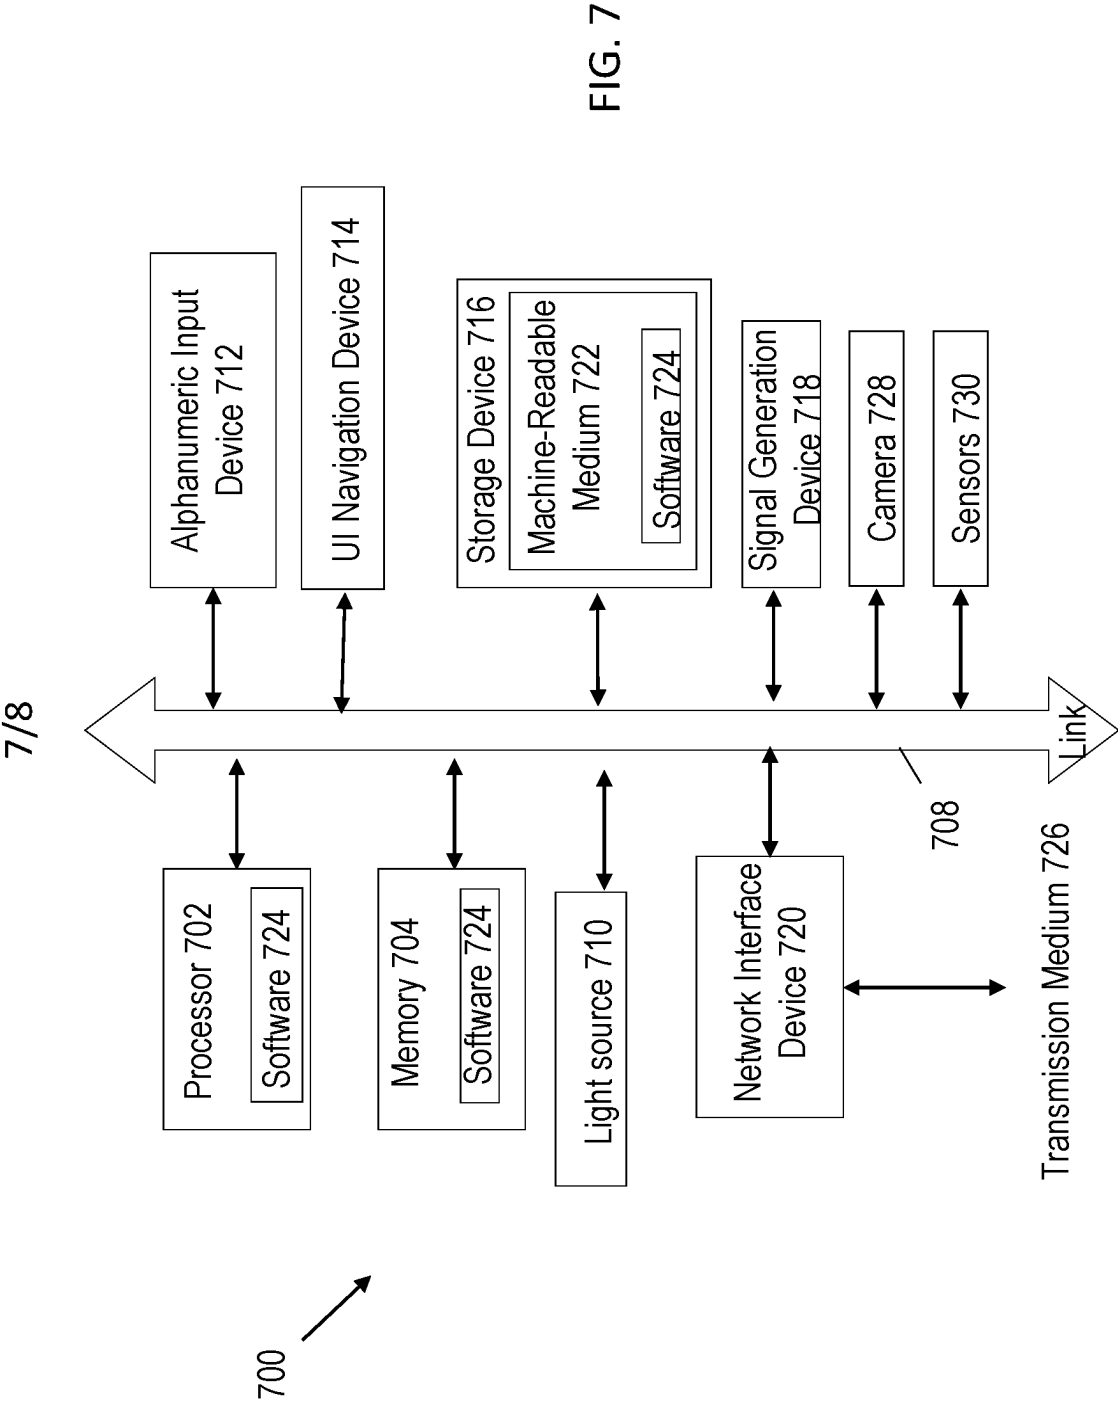 7/8
700
Processor 702
Software 724
Memory 704
Software 724
Light source 710
Network Interface
Device 720
Transmission Medium 726
708
Link
Alphanumeric Input
Device 712
UI Navigation Device 714
Storage Device 716
Machine-Readable
Medium 722
Software 724
Signal Generation
Device 718
Camera 728
Sensors 730
FIG. 7